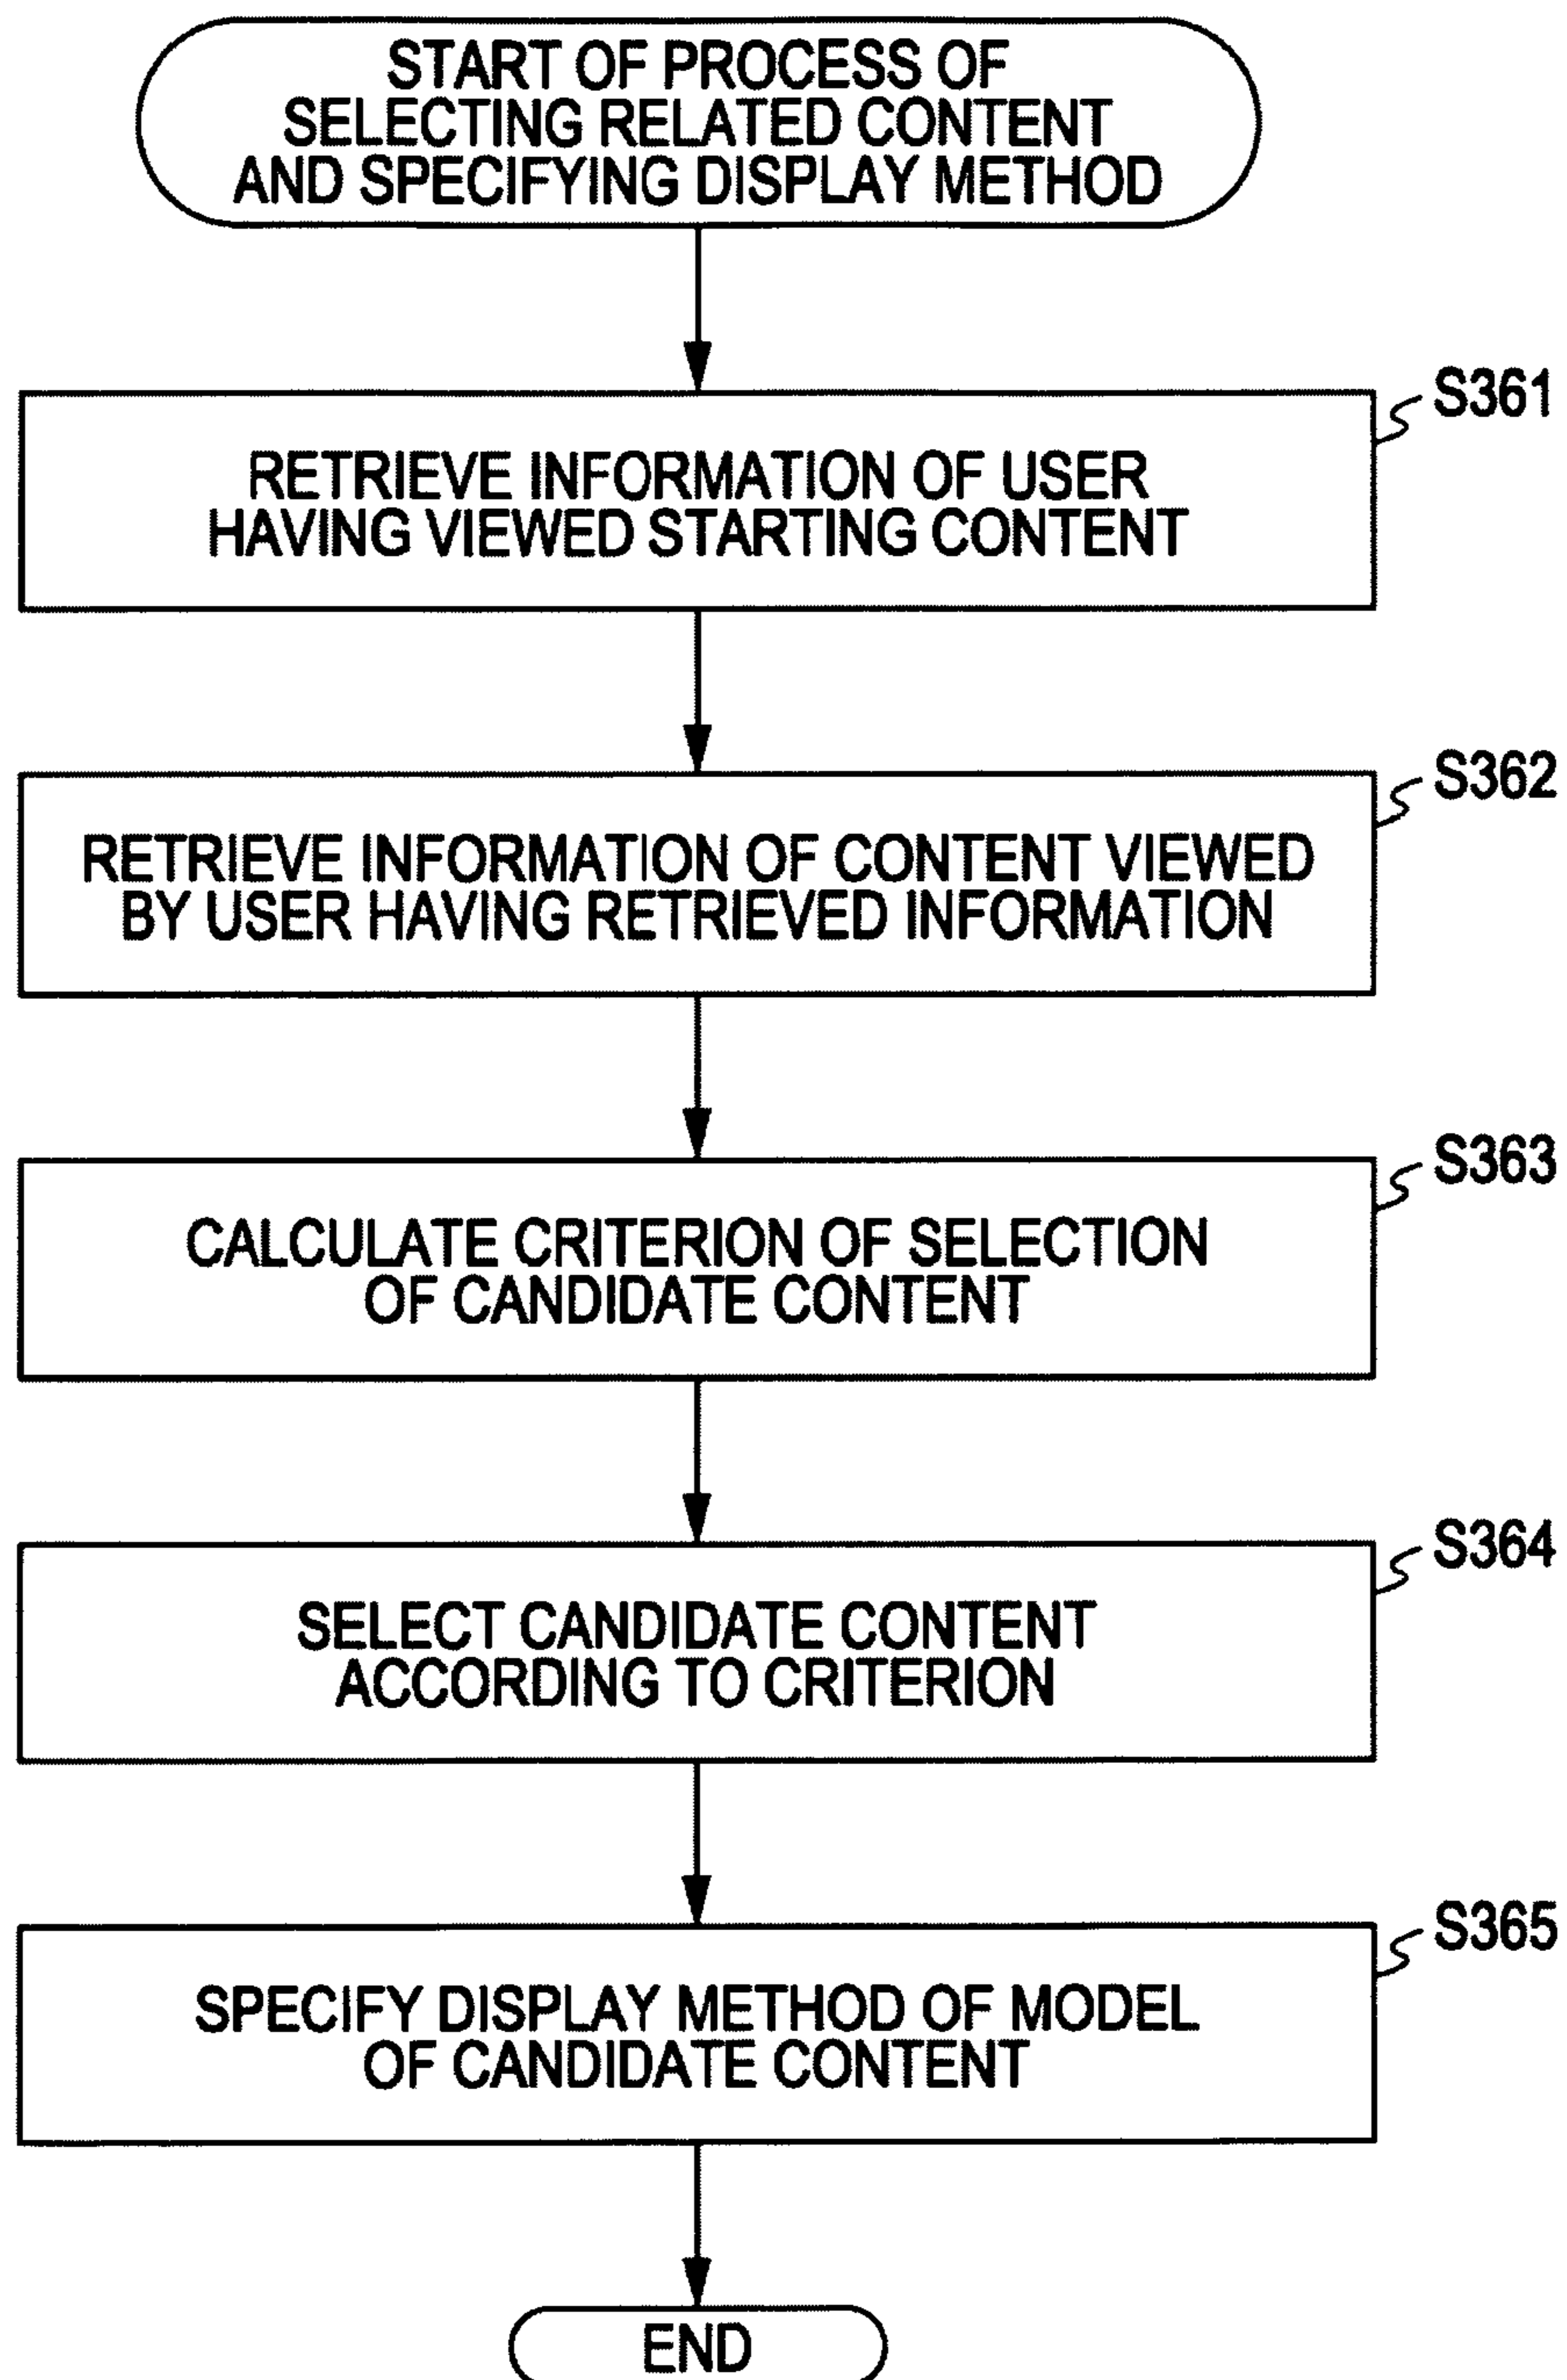 START OF PROCESS OF
SELECTING RELATED CONTENT
AND SPECIFYING DISPLAY METHOD
S361
RETRIEVE INFORMATION OF USER
HAVING VIEWED STARTING CONTENT
S362
RETRIEVE INFORMATION OF CONTENT VIEWED
BY USER HAVING RETRIEVED INFORMATION
S363
CALCULATE CRITERION OF SELECTION
OF CANDIDATE CONTENT
S364
SELECT CANDIDATE CONTENT
ACCORDING TO CRITERION
S365
SPECIFY DISPLAY METHOD OF MODEL
OF CANDIDATE CONTENT
END